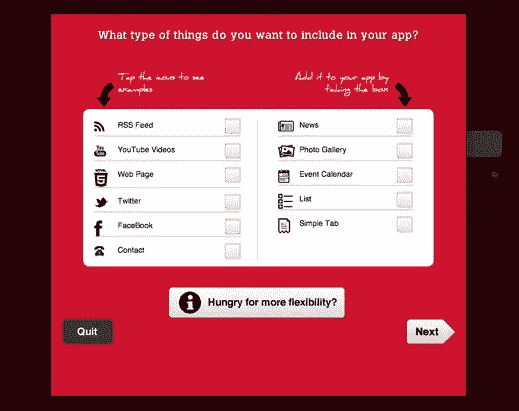 What type of things do you want to include in your app?
Tap the icons to see
examples
Add it to your app by
ticking the box
RSS Feed
YouTube Videos
Web Page
Twitter
FaceBook
Contact
News
Photo Gallery
Event Calendar
List
Simple Tab
Hungry for more flexibility?
Quit
Next